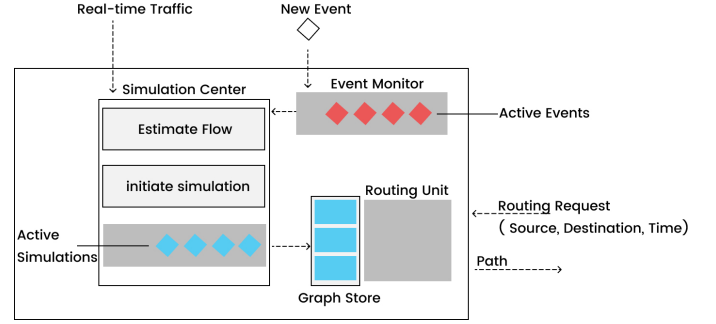 Real-time Traffic
New Event
Simulation Center
Event Monitor
Estimate Flow
Active Events
initiate simulation
Routing Unit
Routing Request
( Source, Destination, Time)
Active
Simulations
Path
Graph Store